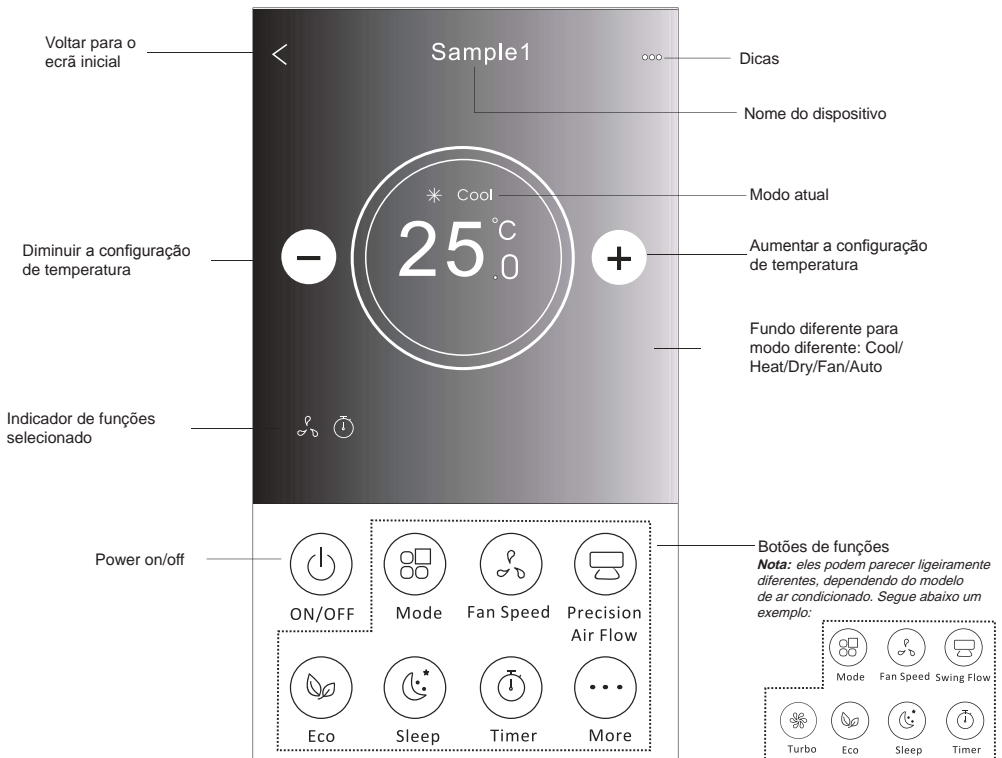 Voltar para o
ecrã inicial
Sample1
Dicas
Nome do dispositivo
Cool
Modo atual
25 °C
.0
Diminuir a configuração
de temperatura
Aumentar a configuração
de temperatura
Fundo diferente para
modo diferente: Cool/
Heat/Dry/Fan/Auto
Indicador de funções
selecionado
Power on/off
ON/OFF
Mode
Fan Speed
Precision
Air Flow
Eco
Sleep
Timer
More
Botões de funções
Nota: eles podem parecer ligeiramente
diferentes, dependendo do modelo
de ar condicionado. Segue abaixo um
exemplo:
Mode
Fan Speed
Swing Flow
Turbo
Eco
Sleep
Timer